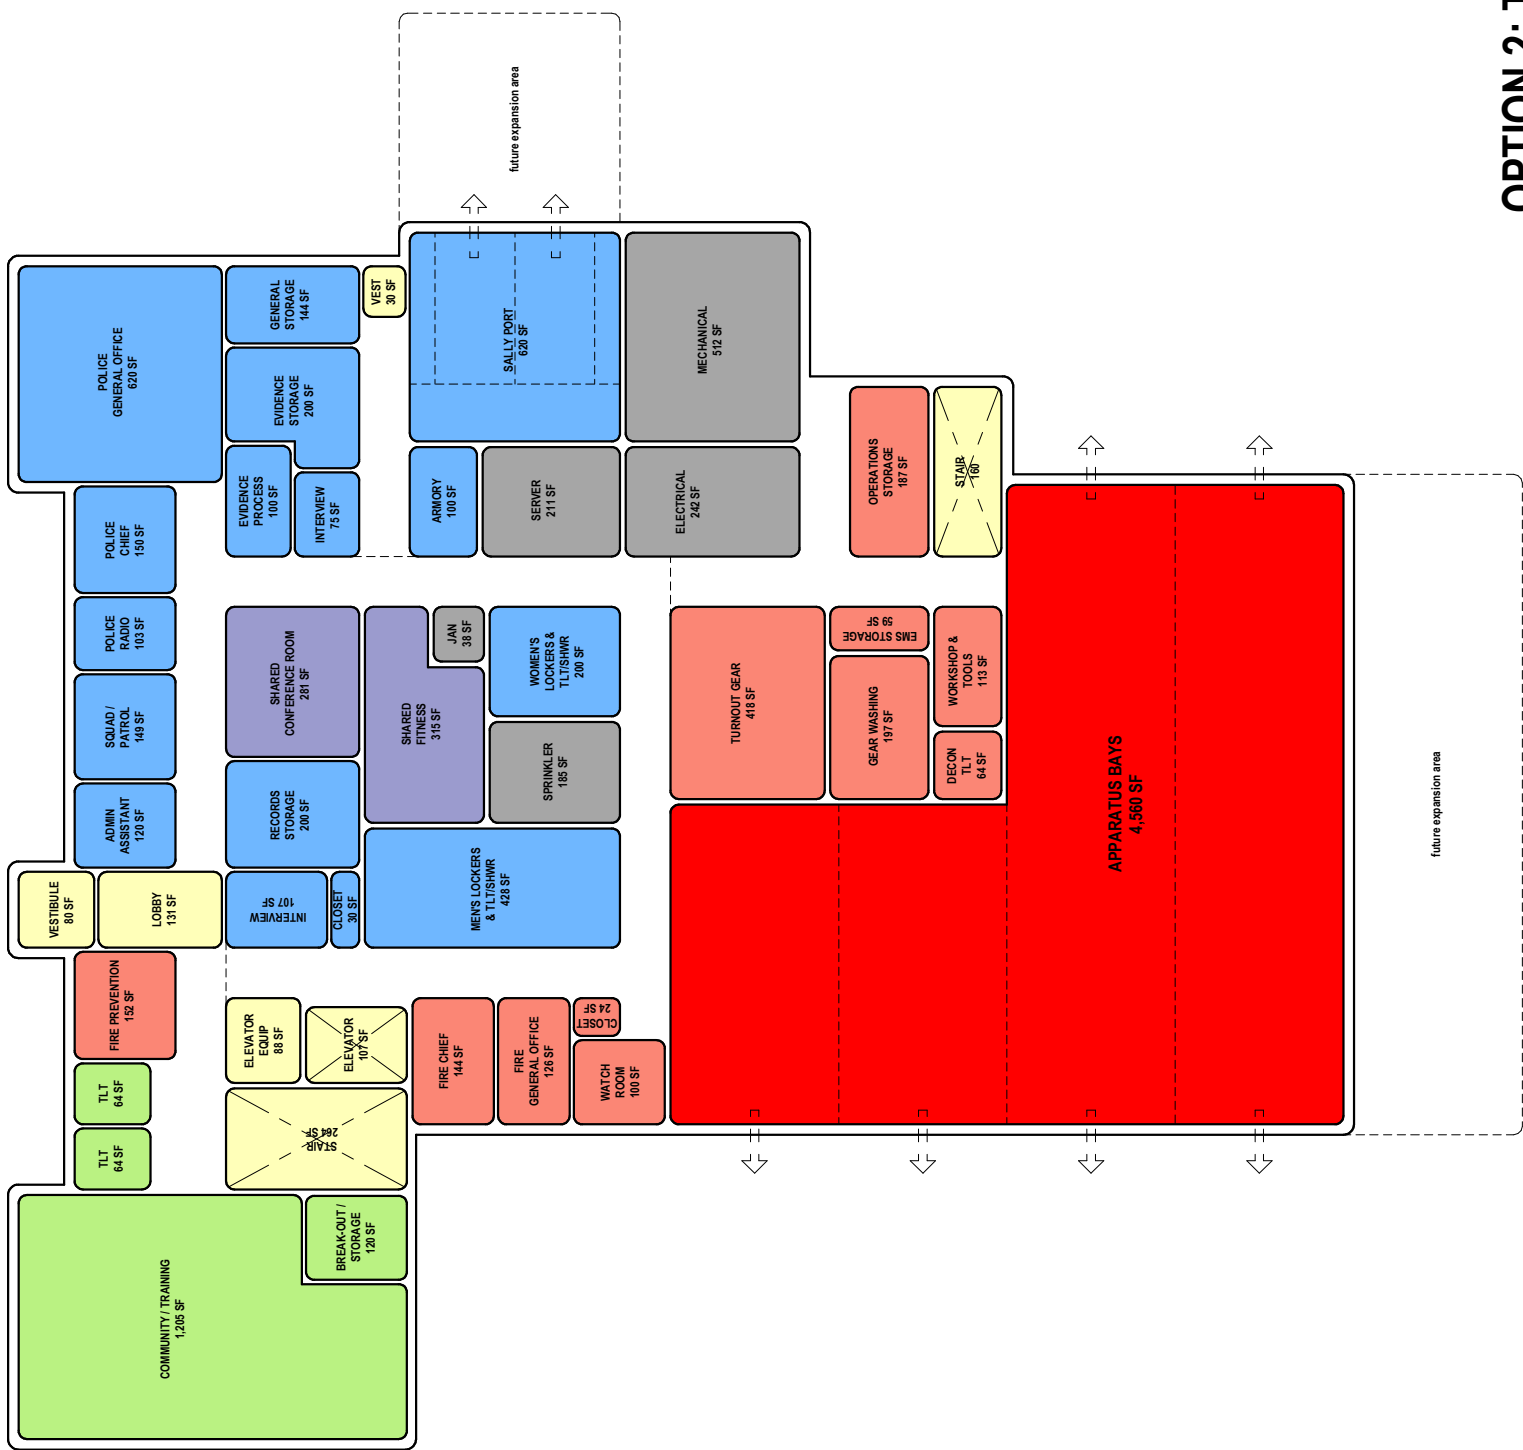 OPTION 2: T
future expansion area
POLICE
GENERAL OFFICE
620 SF
GENERAL
STORAGE
144 SF
VEST
30 SF
EVIDENCE
STORAGE
200 SF
EVIDENCE
PROCESS
100 SF
INTERVIEW
75 SF
SALLY PORT
620 SF
MECHANICAL
512 SF
ARMORY
100 SF
SERVER
211 SF
ELECTRICAL
242 SF
OPERATIONS
STORAGE
187 SF
STAIR
160
POLICE
CHIEF
150 SF
POLICE
RADIO
103 SF
SQUAD /
PATROL
149 SF
ADMIN
ASSISTANT
120 SF
SHARED
CONFERENCE ROOM
281 SF
RECORDS
STORAGE
200 SF
SHARED
FITNESS
315 SF
JAN
38 SF
WOMEN'S
LOCKERS &
TLT/SHWR
200 SF
SPRINKLER
185 SF
TURNOUT GEAR
418 SF
EMS STORAGE
59 SF
GEAR WASHING
197 SF
WORKSHOP &
TOOLS
113 SF
DECON
TLT
64 SF
APPARATUS BAYS
4,560 SF
future expansion area
VESTIBULE
80 SF
LOBBY
131 SF
INTERVIEW
107 SF
CLOSET
30 SF
MEN'S LOCKERS
& TLT/SHWR
428 SF
FIRE PREVENTION
152 SF
TLT
64 SF
TLT
64 SF
ELEVATOR
EQUIP
88 SF
ELEVATOR
107 SF
STAIR
264 SF
FIRE CHIEF
144 SF
FIRE
GENERAL OFFICE
126 SF
CLOSET
24 SF
WATCH
ROOM
100 SF
BREAK-OUT /
STORAGE
120 SF
COMMUNITY / TRAINING
1,205 SF